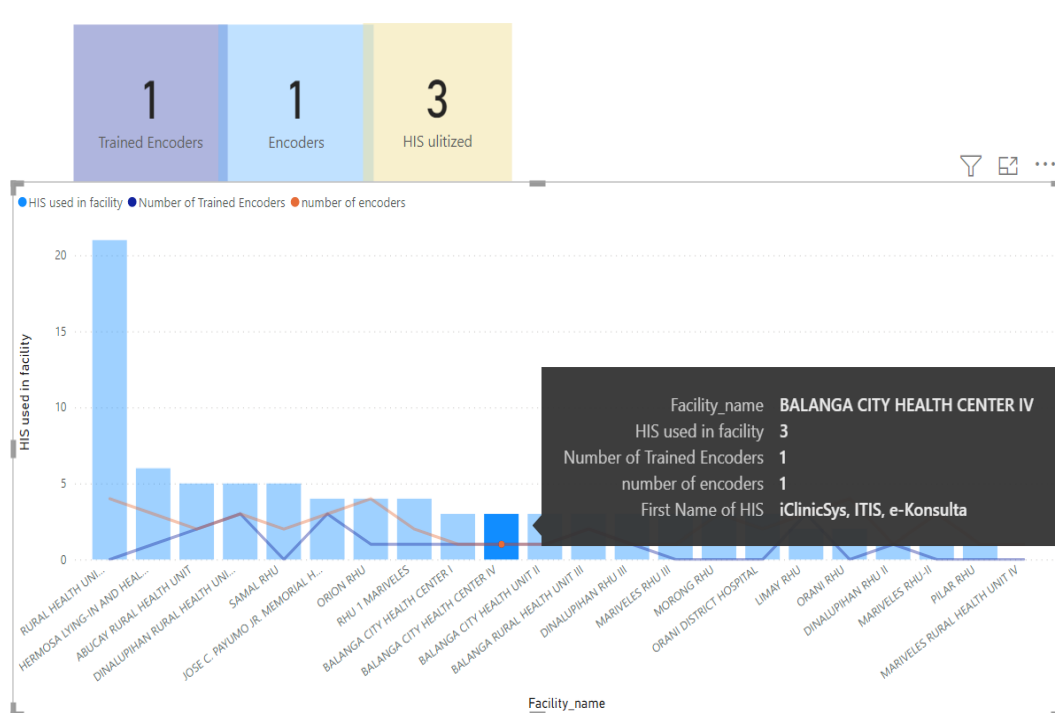 1
Trained Encoders
1
Encoders
3
HIS ulitized
HIS used in facility
Number of Trained Encoders
number of encoders
20
15
10
5
0
HIS used in facility
Facility_name BALANGA CITY HEALTH CENTER IV
HIS used in facility 3
Number of Trained Encoders 1
number of encoders 1
First Name of HIS iClinicSys, ITIS, e-Konsulta
RURAL HEALTH UNI...
HERMOSA LYING-IN AND HEAL...
ABUCAY RURAL HEALTH UNIT
DINALUPIHAN RURAL HEALTH UNI...
SAMAL RHU
JOSE C. PAYUMO JR. MEMORIAL H...
ORION RHU
RHU 1 MARIVELES
BALANGA CITY HEALTH CENTER I
BALANGA CITY HEALTH CENTER IV
BALANGA CITY HEALTH UNIT II
BALANGA RURAL HEALTH UNIT III
DINALUPIHAN RHU III
MARIVELES RHU III
MORONG RHU
ORANI DISTRICT HOSPITAL
LIMAY RHU
ORANI RHU
DINALUPIHAN RHU II
MARIVELES RHU-II
PILAR RHU
MARIVELES RURAL HEALTH UNIT IV
Facility_name